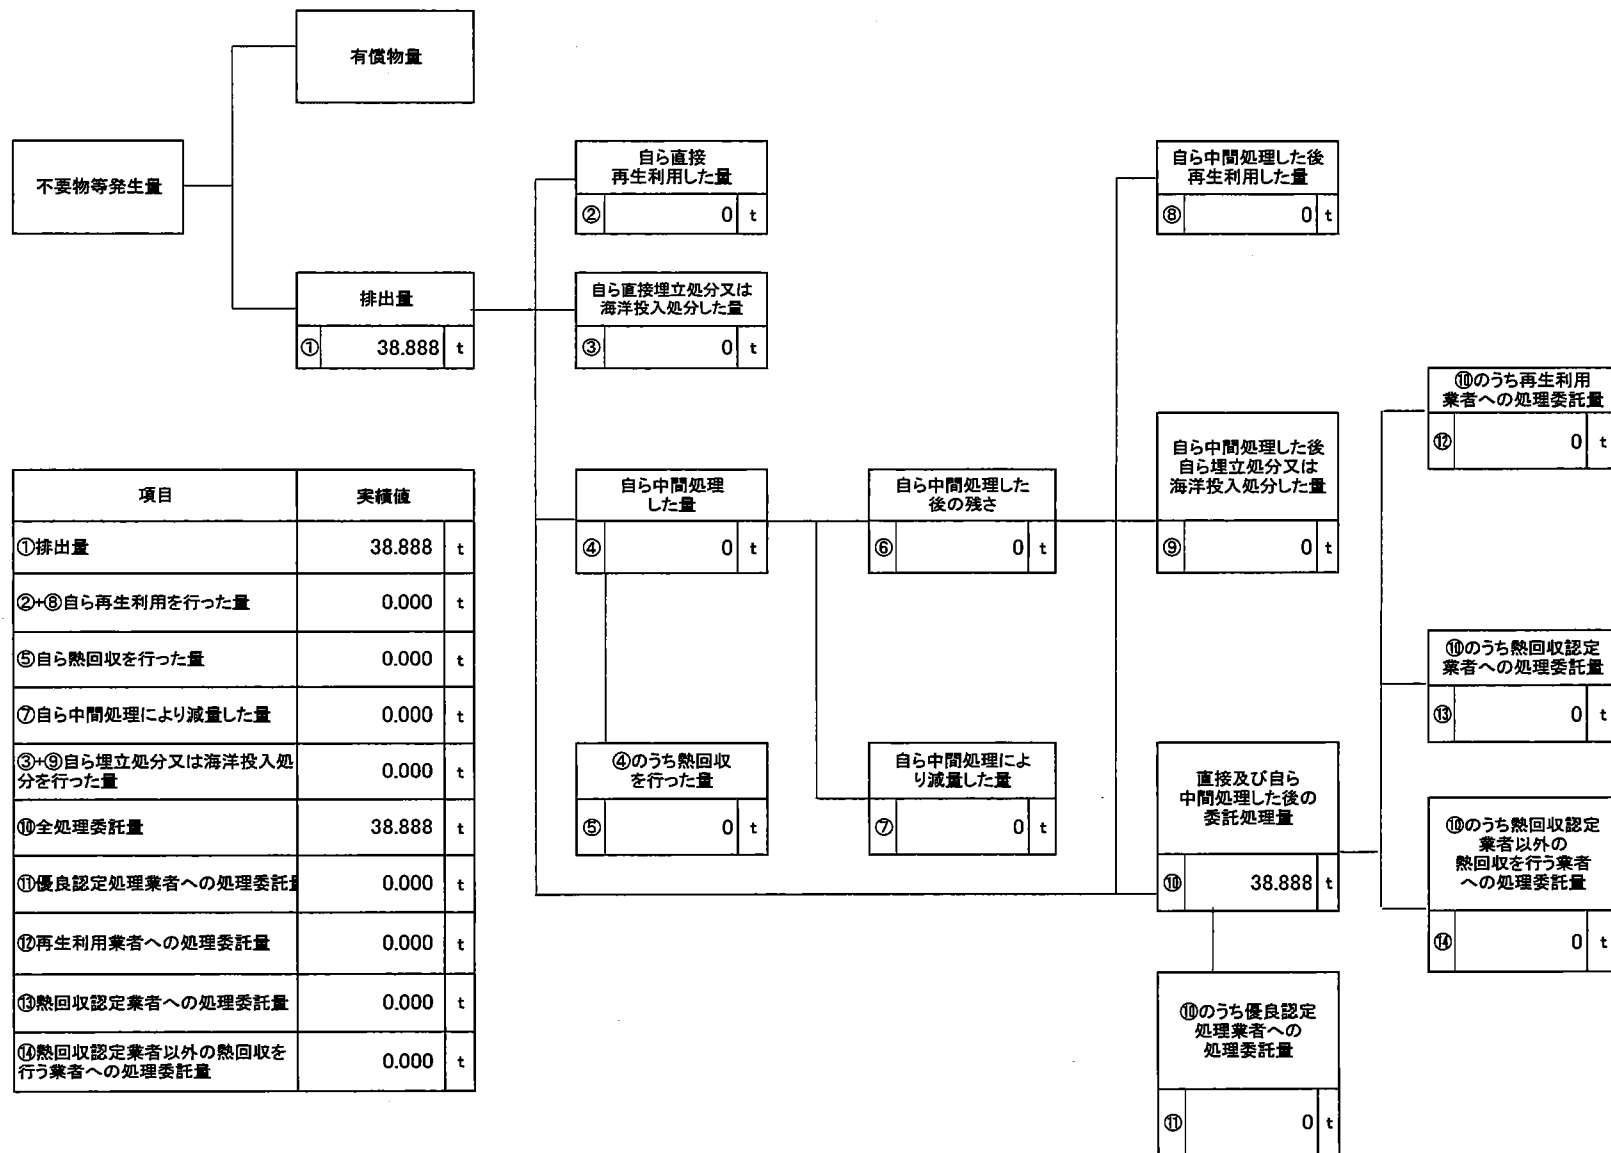 有償物量
不要物等発生量
排出量
① 38.888 t
自ら直接
再生利用した量
② 0 t
自ら直接埋立処分又は
海洋投入処分した量
③ 0 t
自ら中間処理
した量
④ 0 t
④のうち熱回収
を行った量
⑤ 0 t
自ら中間処理した
後の残さ
⑥ 0 t
自ら中間処理によ
り減量した量
⑦ 0 t
自ら中間処理した後
再生利用した量
⑧ 0 t
自ら中間処理した後
自ら埋立処分又は
海洋投入処分した量
⑨ 0 t
直接及び自ら
中間処理した後の
委託処理量
⑩ 38.888 t
⑩のうち優良認定
処理業者への
処理委託量
⑪ 0 t
⑩のうち再生利用
業者への処理委託量
⑫ 0 t
⑩のうち熱回収認定
業者への処理委託量
⑬ 0 t
⑩のうち熱回収認定
業者以外の
熱回収を行う業者
への処理委託量
⑭ 0 t
項目 実績値
①排出量 38.888 t
②+⑧自ら再生利用を行った量 0.000 t
⑤自ら熱回収を行った量 0.000 t
⑦自ら中間処理により減量した量 0.000 t
③+⑨自ら埋立処分又は海洋投入処
分を行った量 0.000 t
⑩全処理委託量 38.888 t
⑪優良認定処理業者への処理委託量 0.000 t
⑫再生利用業者への処理委託量 0.000 t
⑬熱回収認定業者への処理委託量 0.000 t
⑭熱回収認定業者以外の熱回収を
行う業者への処理委託量 0.000 t